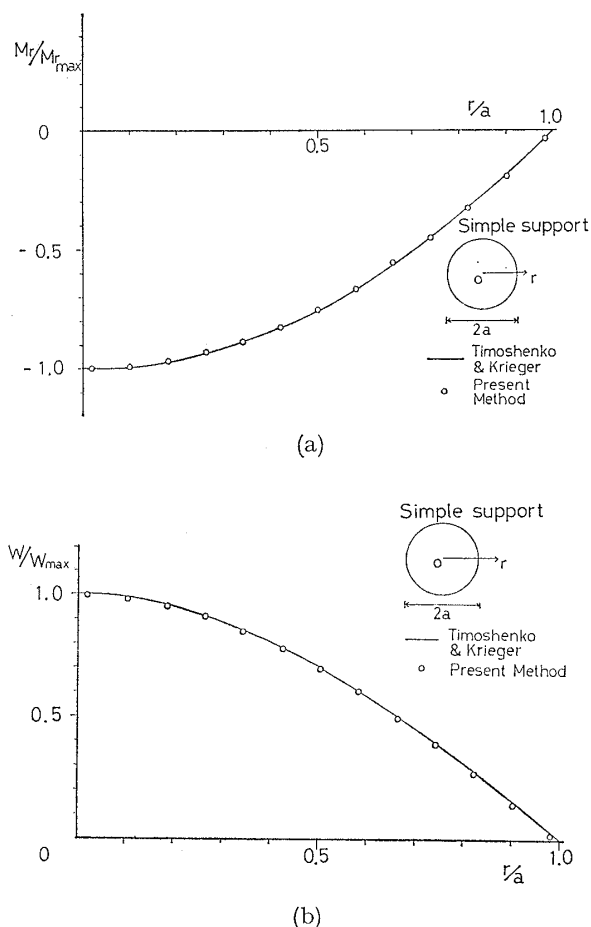 Mr/Mrmax
r/a
1.0
0
0.5
Simple support
- 0.5
o
r
2a
Timoshenko
& Krieger
- 1.0
Present
Method
(a)
Simple support
W/Wmax
o
r
1.0
2a
Timoshenko
& Krieger
Present Method
0.5
0
0.5
1.0
r/a
(b)